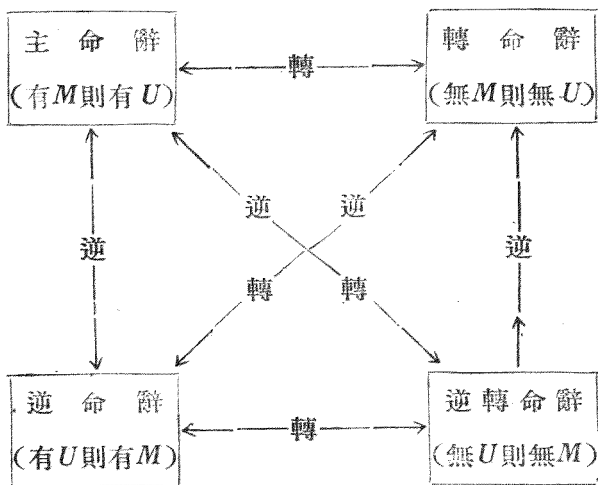 主命辭
(有M則有U)
轉
轉命辭
(無M則無U)
逆
逆
逆
逆
轉
轉
逆命辭
(有U則有M)
轉
逆轉命辭
(無U則無M)